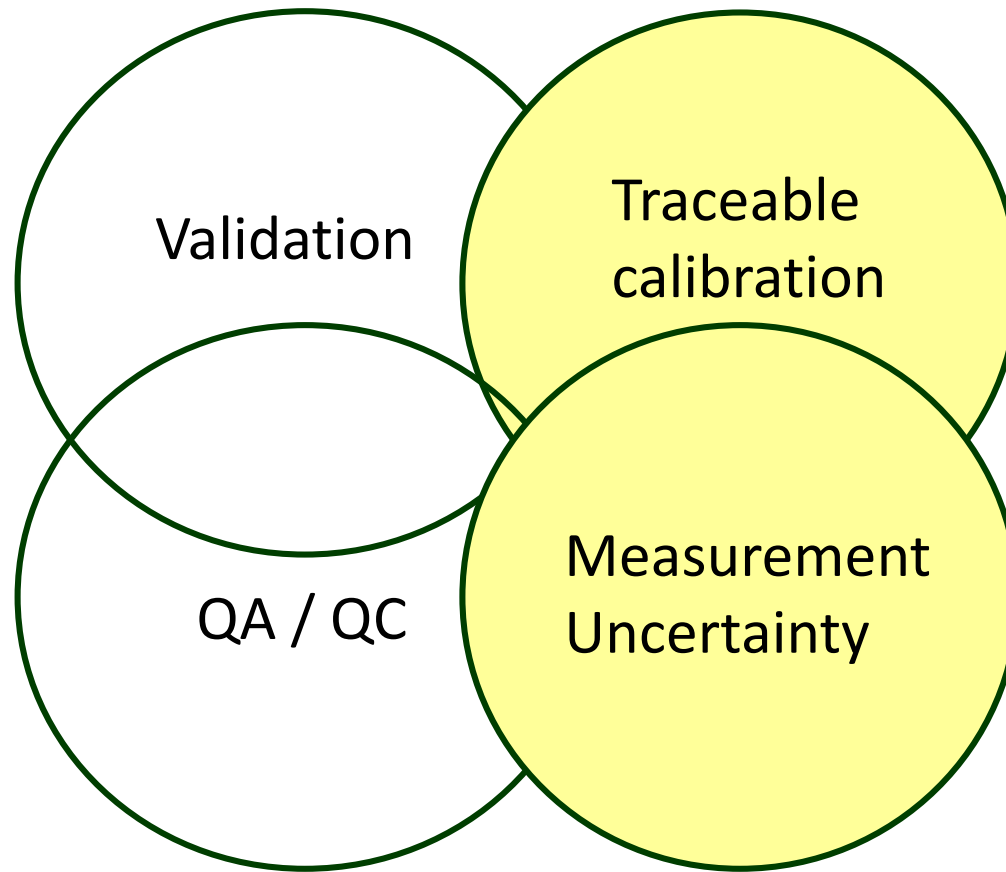 Validation
Traceable
calibration
QA / QC
Measurement
Uncertainty